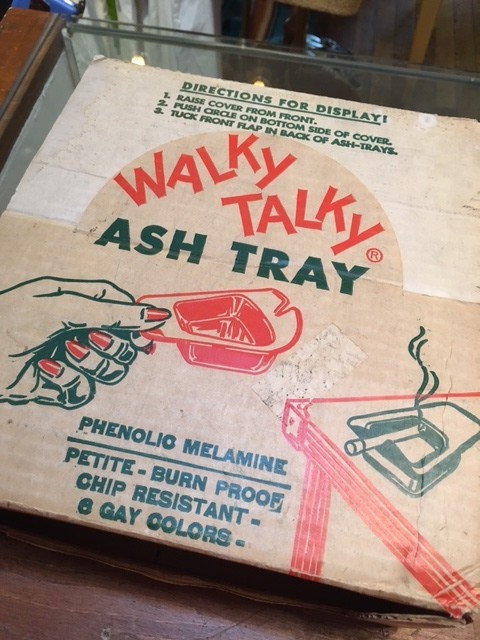 DIRECTIONS FOR DISPLAY!
1. RAISE COVER FROM FRONT.
2. PUSH CIRCLE ON BOTTOM SIDE OF COVER.
3. TUCK FRONT FLAP IN BACK OF ASH-TRAYS.
WALKY
TALKY®
ASH TRAY
PHENOLIC MELAMINE
PETITE - BURN PROOF
CHIP RESISTANT -
6 GAY COLORS -